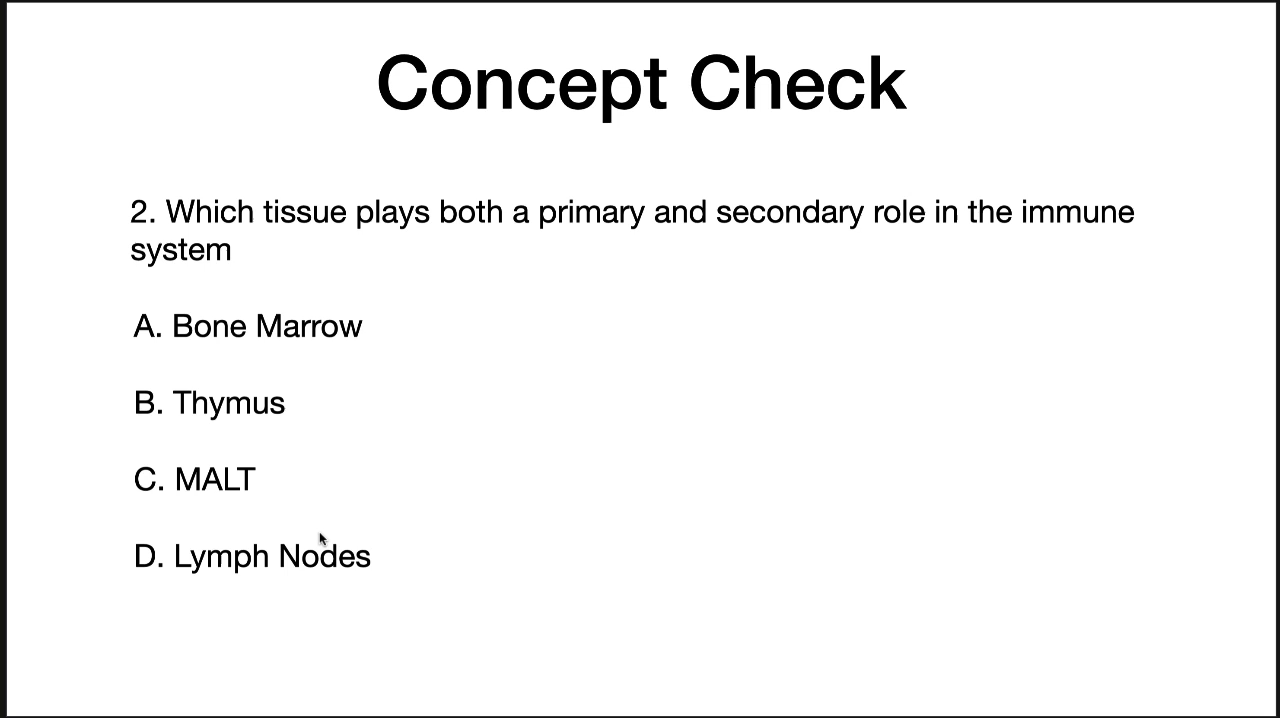 Concept Check
2. Which tissue plays both a primary and secondary role in the immune
system
A. Bone Marrow
B. Thymus
C. MALT
D. Lymph Nodes